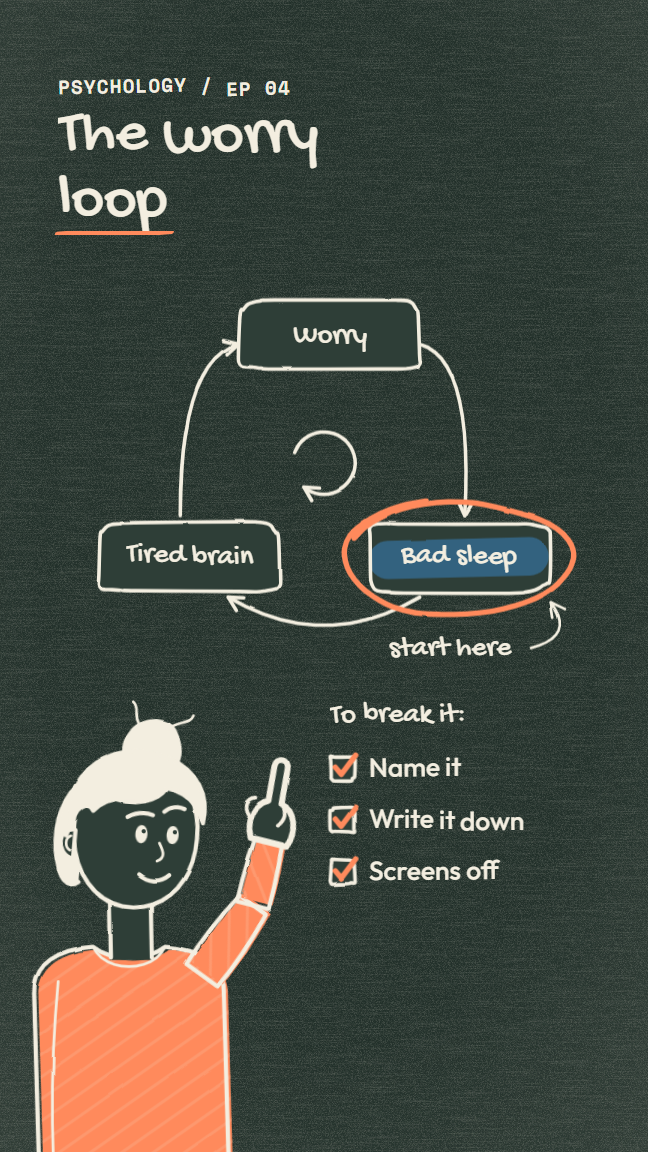 PSYCHOLOGY / EP 04
The worry
loop
Worry
Tired brain
Bad sleep
start here
To break it:
Name it
Write it down
Screens off